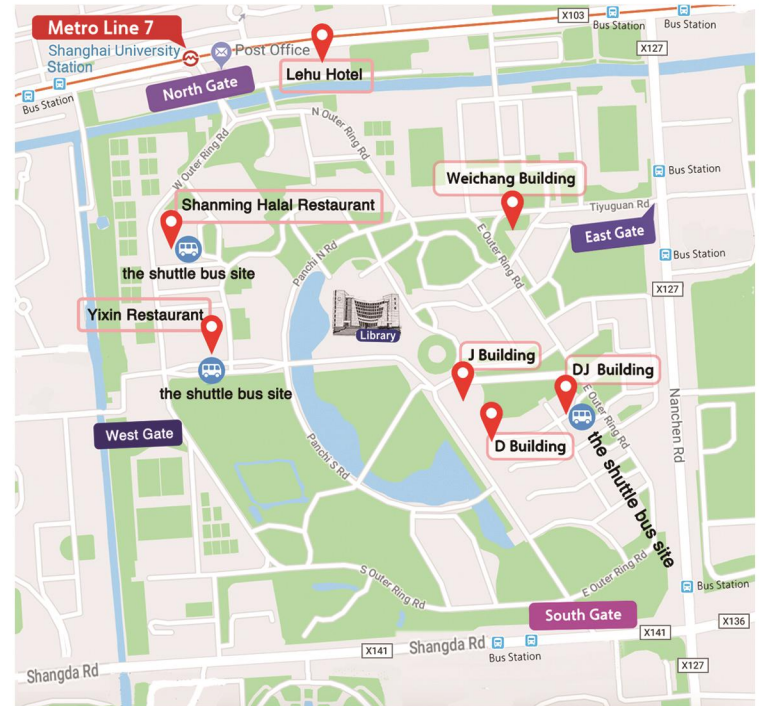 X103
Bus Station
Bus Station
Metro Line 7
Shanghai University
Station
Post Office
X127
Lehu Hotel
North Gate
Bus Station
N Outer Ring Rd
W Outer Ring Rd
Bus Station
Weichang Building
Shanming Halal Restaurant
Tiyuguan Rd
East Gate
E Outer Ring Rd
Panchi N Rd
Bus Station
the shuttle bus site
X127
Yixin Restaurant
Library
J Building
DJ Building
the shuttle bus site
E Outer Ring Rd
Nanchen Rd
West Gate
D Building
Panchi S Rd
the shuttle bus site
S Outer Ring Rd
E Outer Ring Rd
Bus Station
South Gate
X136
X141
Shangda Rd
X141
Bus Station
X127
Shangda Rd